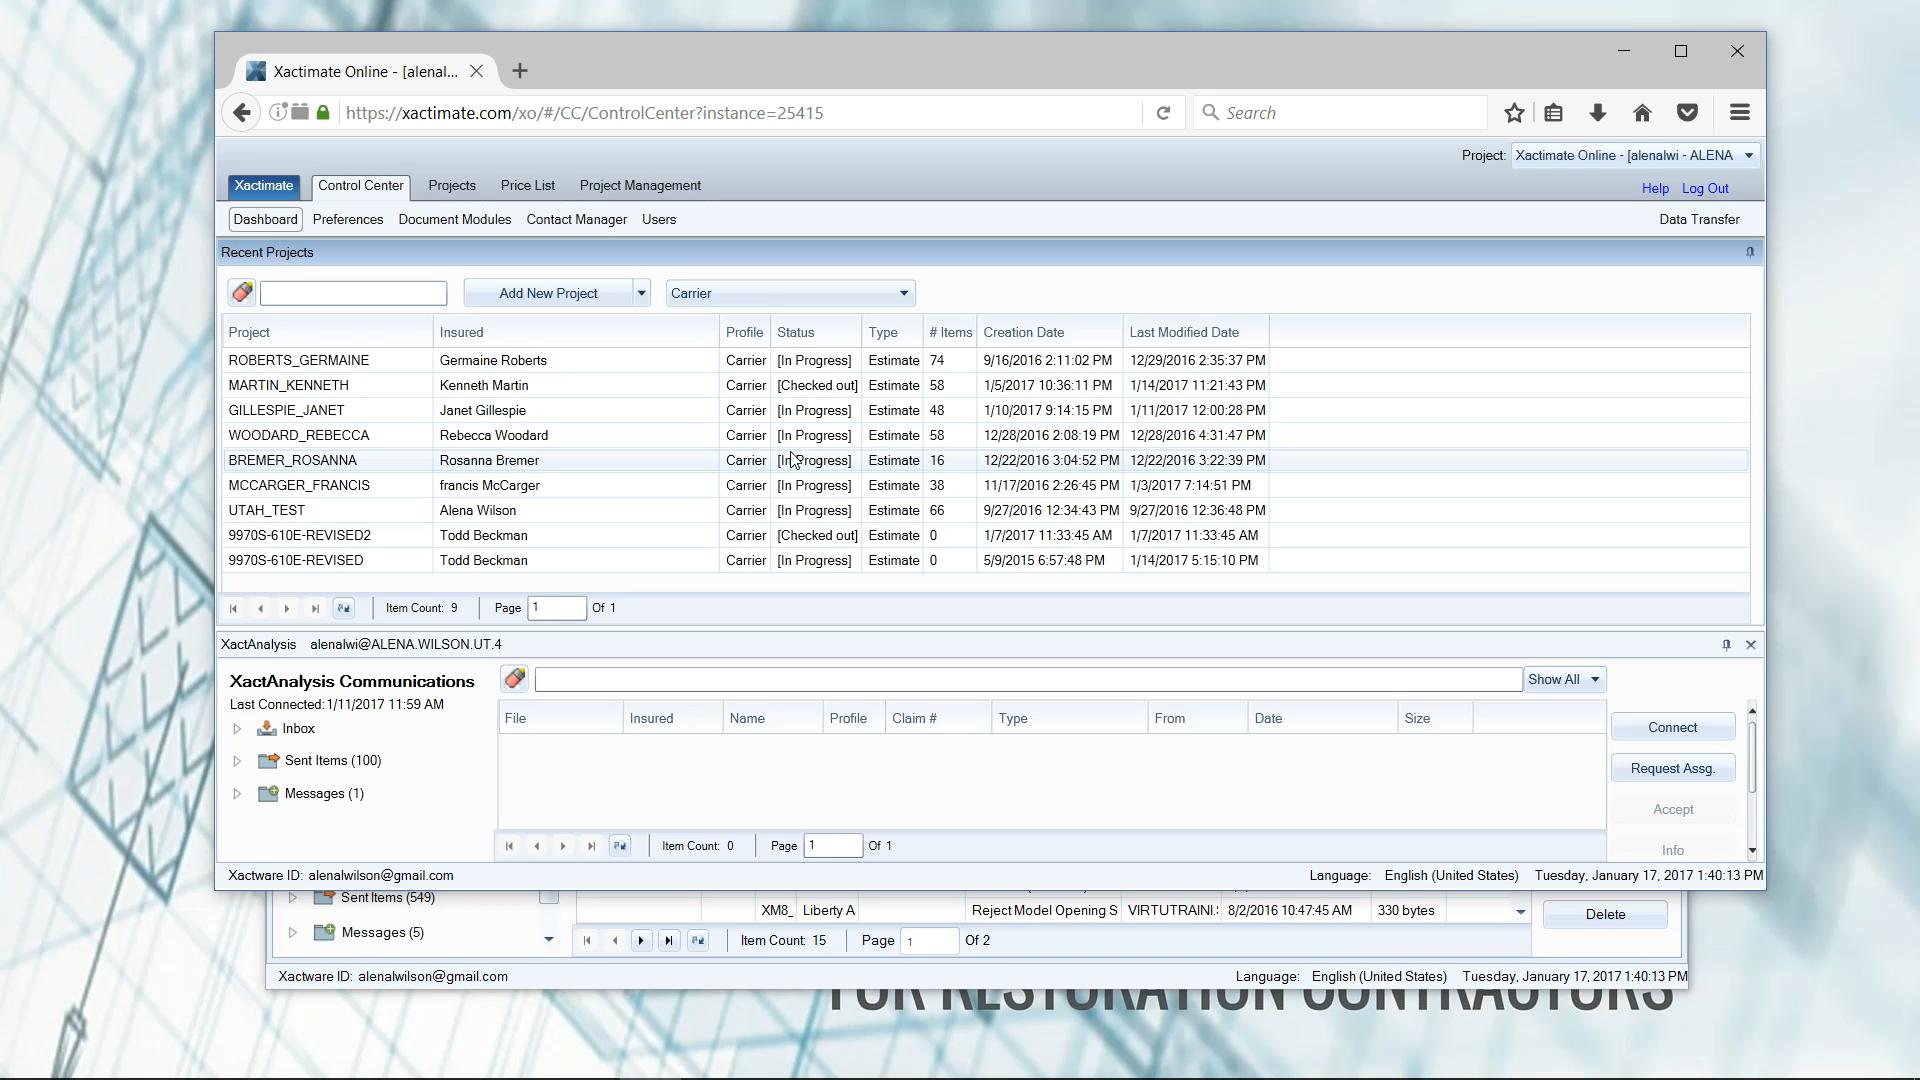 Xactimate Online - [alenal...
https://xactimate.com/xo/#/CC/ControlCenter?instance=25415
Search
Project: Xactimate Online - [alenalwi - ALENA
Xactimate Control Center Projects Price List Project Management
Help Log Out
Dashboard Preferences Document Modules Contact Manager Users Data Transfer
Recent Projects
Add New Project Carrier
Project Insured Profile Status Type # Items Creation Date Last Modified Date
ROBERTS_GERMAINE Germaine Roberts Carrier [In Progress] Estimate 74 9/16/2016 2:11:02 PM 12/29/2016 2:35:37 PM
MARTIN_KENNETH Kenneth Martin Carrier [Checked out] Estimate 58 1/5/2017 10:36:11 PM 1/14/2017 11:21:43 PM
GILLESPIE_JANET Janet Gillespie Carrier [In Progress] Estimate 48 1/10/2017 9:14:15 PM 1/11/2017 12:00:28 PM
WOODARD_REBECCA Rebecca Woodard Carrier [In Progress] Estimate 58 12/28/2016 2:08:19 PM 12/28/2016 4:31:47 PM
BREMER_ROSANNA Rosanna Bremer Carrier [In Progress] Estimate 16 12/22/2016 3:04:52 PM 12/22/2016 3:22:39 PM
MCCARGER_FRANCIS francis McCarger Carrier [In Progress] Estimate 38 11/17/2016 2:26:45 PM 1/3/2017 7:14:51 PM
UTAH_TEST Alena Wilson Carrier [In Progress] Estimate 66 9/27/2016 12:34:43 PM 9/27/2016 12:36:48 PM
9970S-610E-REVISED2 Todd Beckman Carrier [Checked out] Estimate 0 1/7/2017 11:33:45 AM 1/7/2017 11:33:45 AM
9970S-610E-REVISED Todd Beckman Carrier [In Progress] Estimate 0 5/9/2015 6:57:48 PM 1/14/2017 5:15:10 PM
Item Count: 9 Page 1 Of 1
XactAnalysis alenalwi@ALENA.WILSON.UT.4
XactAnalysis Communications
Show All
Last Connected:1/11/2017 11:59 AM
File Insured Name Profile Claim # Type From Date Size
Inbox
Connect
Sent Items (100)
Request Assg.
Messages (1)
Accept
Item Count: 0 Page 1 Of 1
Info
Xactware ID: alenalwilson@gmail.com Language: English (United States) Tuesday, January 17, 2017 1:40:13 PM
Sent Items (549)
XM8_ Liberty A Reject Model Opening S VIRTUTRAINI. 8/2/2016 10:47:45 AM 330 bytes
Delete
Messages (5)
Item Count: 15 Page 1 Of 2
Xactware ID: alenalwilson@gmail.com Language: English (United States) Tuesday, January 17, 2017 1:40:13 PM
FOR RESTORATION CONTRACTORS